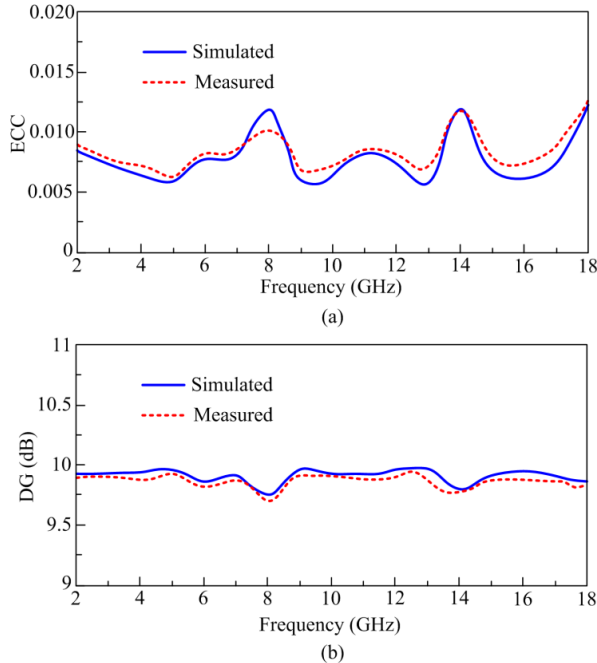 0.020
Simulated
0.015
Measured
ECC
0.010
0.005
0
2 4 6 8 10 12 14 16 18
Frequency (GHz)
(a)
11
Simulated
10.5
Measured
DG (dB)
10
9.5
9
2 4 6 8 10 12 14 16 18
Frequency (GHz)
(b)